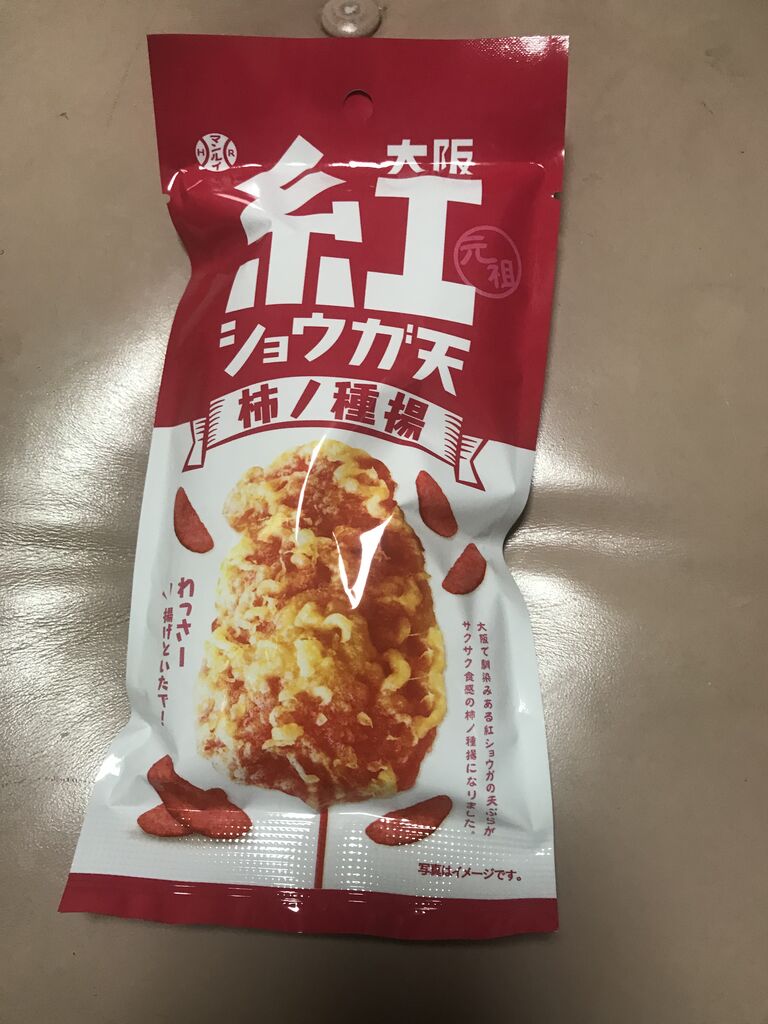 マンルイ
H R
大阪
紅
元祖
ショウガ天
柿ノ種揚
わっさー
揚げといたで!
大阪で馴染みある紅ショウガの天ぷらが
サクサク食感の柿ノ種揚になりました。
写真はイメージです。